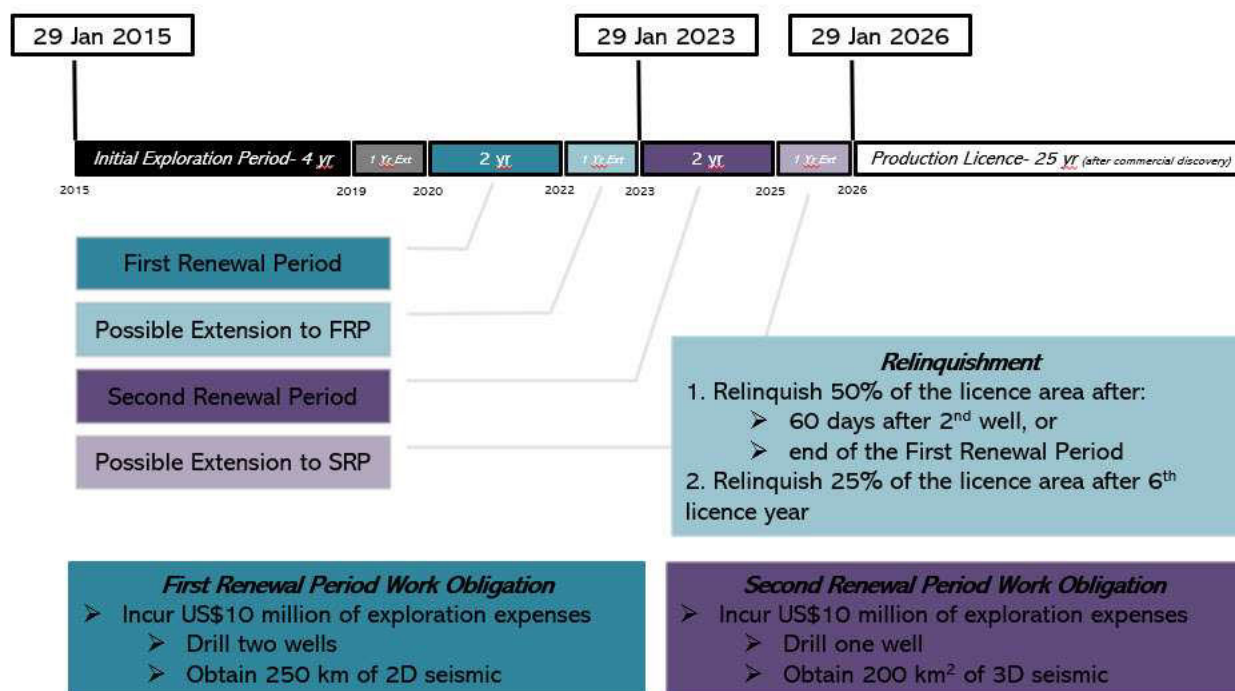 29 Jan 2015
29 Jan 2023
29 Jan 2026
Initial Exploration Period- 4 yr
1 Yr Ext
2 yr
1 Yr Ext
2 yr
1 Yr Ext
Production Licence- 25 yr (after commercial discovery)
2015
2019
2020
2022
2023
2025
2026
First Renewal Period
Possible Extension to FRP
Second Renewal Period
Possible Extension to SRP
Relinquishment
1. Relinquish 50% of the licence area after:
➢ 60 days after 2nd well, or
➢ end of the First Renewal Period
2. Relinquish 25% of the licence area after 6th
licence year
First Renewal Period Work Obligation
➢ Incur US$10 million of exploration expenses
➢ Drill two wells
➢ Obtain 250 km of 2D seismic
Second Renewal Period Work Obligation
➢ Incur US$10 million of exploration expenses
➢ Drill one well
➢ Obtain 200 km² of 3D seismic